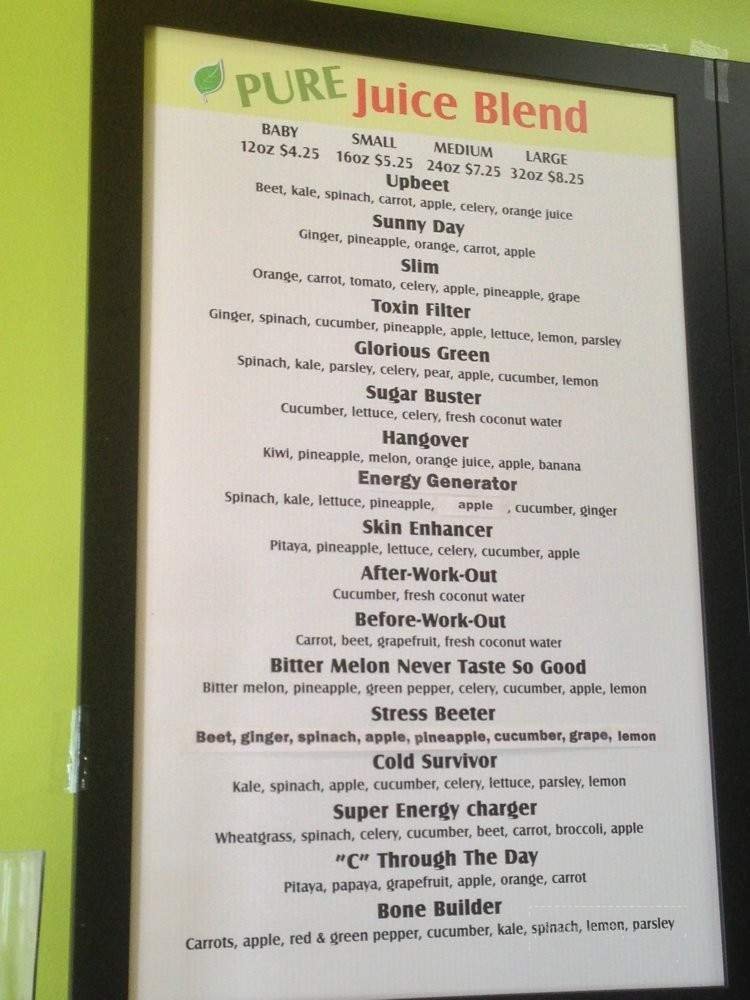 PURE Juice Blend
BABY SMALL MEDIUM LARGE
12oz $4.25 16oz $5.25 24oz $7.25 32oz $8.25
Upbeet
Beet, kale, spinach, carrot, apple, celery, orange juice
Sunny Day
Ginger, pineapple, orange, carrot, apple
Slim
Orange, carrot, tomato, celery, apple, pineapple, grape
Toxin Filter
Ginger, spinach, cucumber, pineapple, apple, lettuce, lemon, parsley
Glorious Green
Spinach, kale, parsley, celery, pear, apple, cucumber, lemon
Sugar Buster
Cucumber, lettuce, celery, fresh coconut water
Hangover
Kiwi, pineapple, melon, orange juice, apple, banana
Energy Generator
Spinach, kale, lettuce, pineapple, apple , cucumber, ginger
Skin Enhancer
Pitaya, pineapple, lettuce, celery, cucumber, apple
After-Work-Out
Cucumber, fresh coconut water
Before-Work-Out
Carrot, beet, grapefruit, fresh coconut water
Bitter Melon Never Taste So Good
Bitter melon, pineapple, green pepper, celery, cucumber, apple, lemon
Stress Beeter
Beet, ginger, spinach, apple, pineapple, cucumber, grape, lemon
Cold Survivor
Kale, spinach, apple, cucumber, celery, lettuce, parsley, lemon
Super Energy charger
Wheatgrass, spinach, celery, cucumber, beet, carrot, broccoli, apple
"C" Through The Day
Pitaya, papaya, grapefruit, apple, orange, carrot
Bone Builder
Carrots, apple, red & green pepper, cucumber, kale, spinach, lemon, parsley